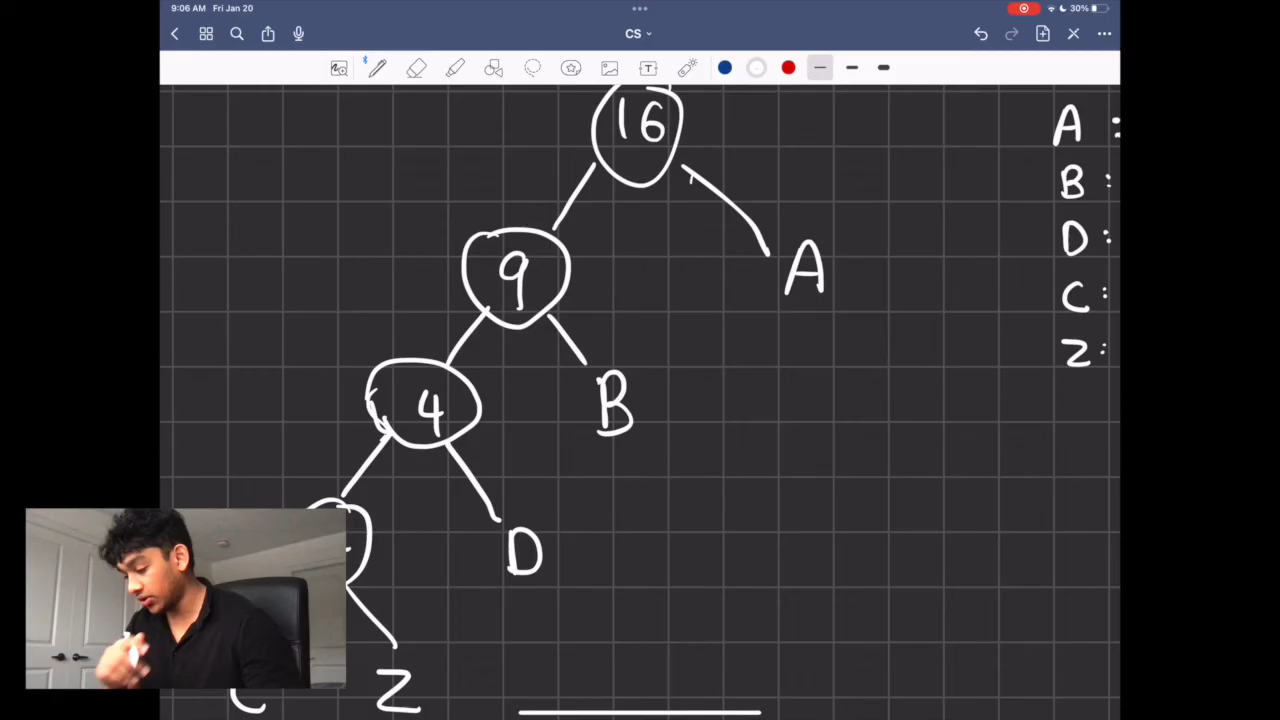 9:06 AM Fri Jan 20
30%
CS
T
16
A :
B :
9
D :
A
C :
Z :
4
B
D
C
Z